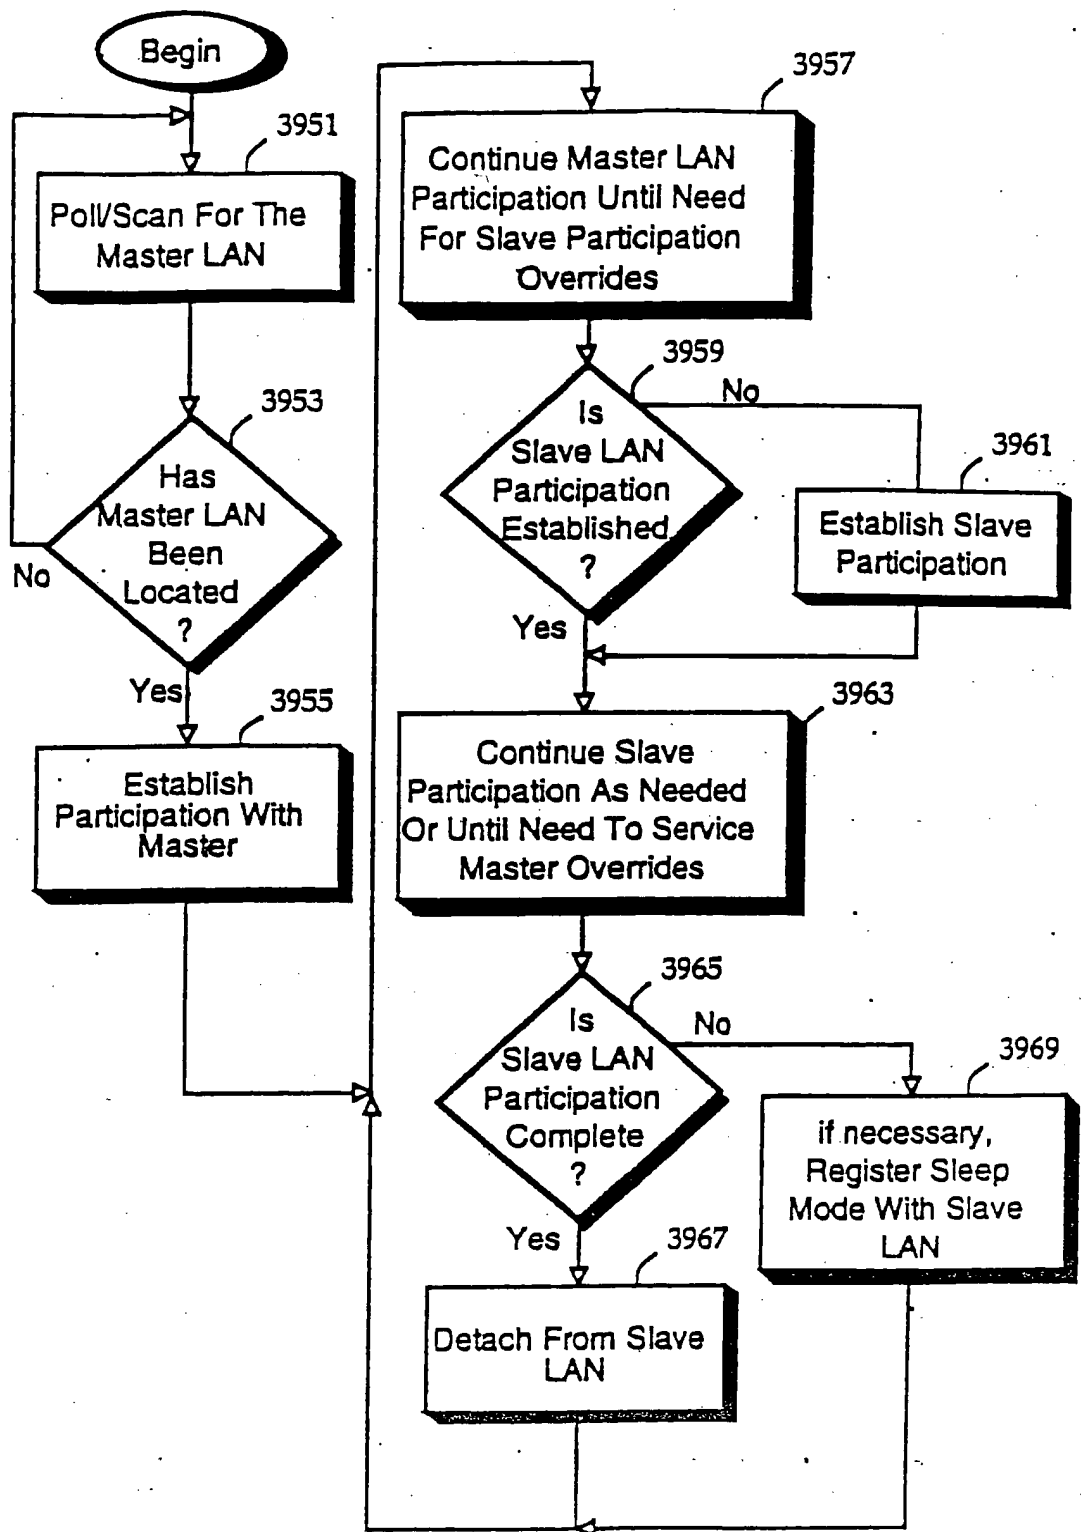 Begin
3951
Poll/Scan For The
Master LAN
3953
Has
Master LAN
Been
Located
?
No
Yes
3955
Establish
Participation With
Master
3957
Continue Master LAN
Participation Until Need
For Slave Participation
Overrides
3959
Is
Slave LAN
Participation
Established
?
No
Yes
3961
Establish Slave
Participation
3963
Continue Slave
Participation As Needed
Or Until Need To Service
Master Overrides
3965
Is
Slave LAN
Participation
Complete
?
No
Yes
3969
if necessary,
Register Sleep
Mode With Slave
LAN
3967
Detach From Slave
LAN